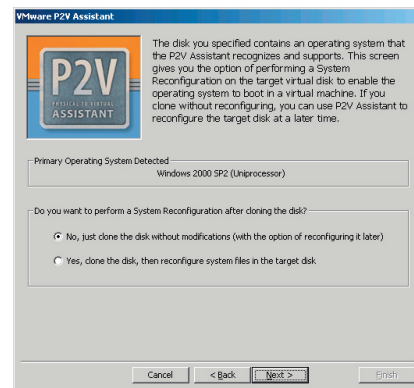 VMware P2V Assistant
P2V
PHYSICAL TO VIRTUAL
ASSISTANT
The disk you specified contains an operating system that
the P2V Assistant recognizes and supports. This screen
gives you the option of performing a System
Reconfiguration on the target virtual disk to enable the
operating system to boot in a virtual machine. If you
clone without reconfiguring, you can use P2V Assistant to
reconfigure the target disk at a later time.
Primary Operating System Detected
Windows 2000 SP2 (Uniprocessor)
Do you want to perform a System Reconfiguration after cloning the disk?
No, just clone the disk without modifications (with the option of reconfiguring it later)
Yes, clone the disk, then reconfigure system files in the target disk
Cancel
< Back
Next >
Finish